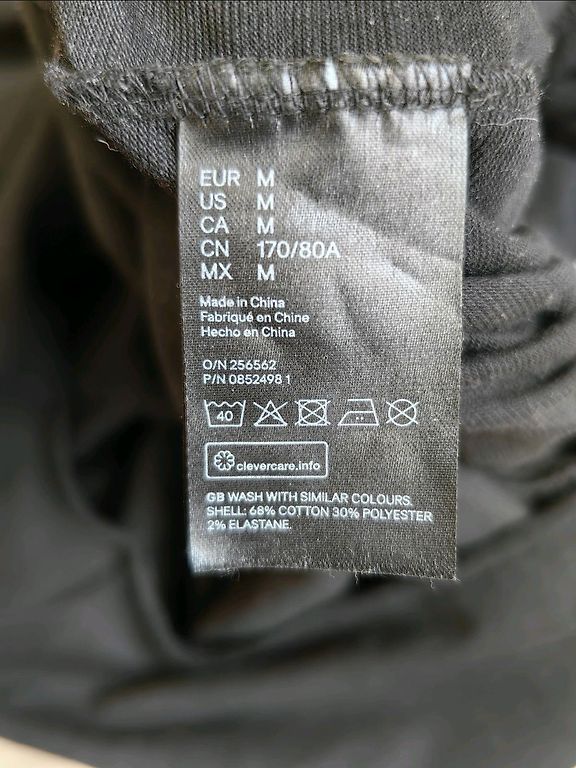 EUR M
US M
CA M
CN 170/80A
MX M
Made in China
Fabriqué en Chine
Hecho en China
O/N 256562
P/N 0852498 1
40
clevercare.info
GB WASH WITH SIMILAR COLOURS.
SHELL: 68% COTTON 30% POLYESTER
2% ELASTANE.